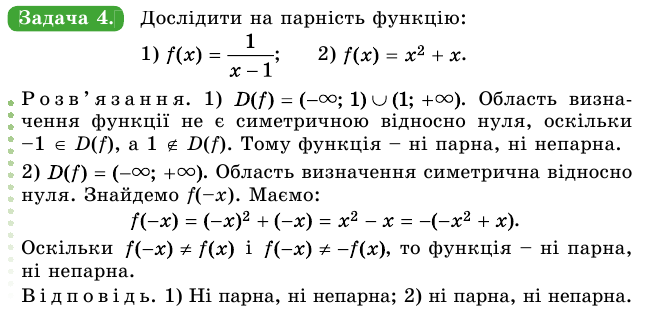 Задача 4. Дослідити на парність функцію:
1) f(x) = 1/(x − 1); 2) f(x) = x² + x.
Розв’язання. 1) D(f) = (−∞; 1) ∪ (1; +∞). Область визна-
чення функції не є симетричною відносно нуля, оскільки
−1 ∈ D(f), а 1 ∉ D(f). Тому функція – ні парна, ні непарна.
2) D(f) = (−∞; +∞). Область визначення симетрична відносно
нуля. Знайдемо f(−x). Маємо:
f(−x) = (−x)² + (−x) = x² − x = −(−x² + x).
Оскільки f(−x) ≠ f(x) і f(−x) ≠ −f(x), то функція – ні парна,
ні непарна.
Відповідь. 1) Ні парна, ні непарна; 2) ні парна, ні непарна.